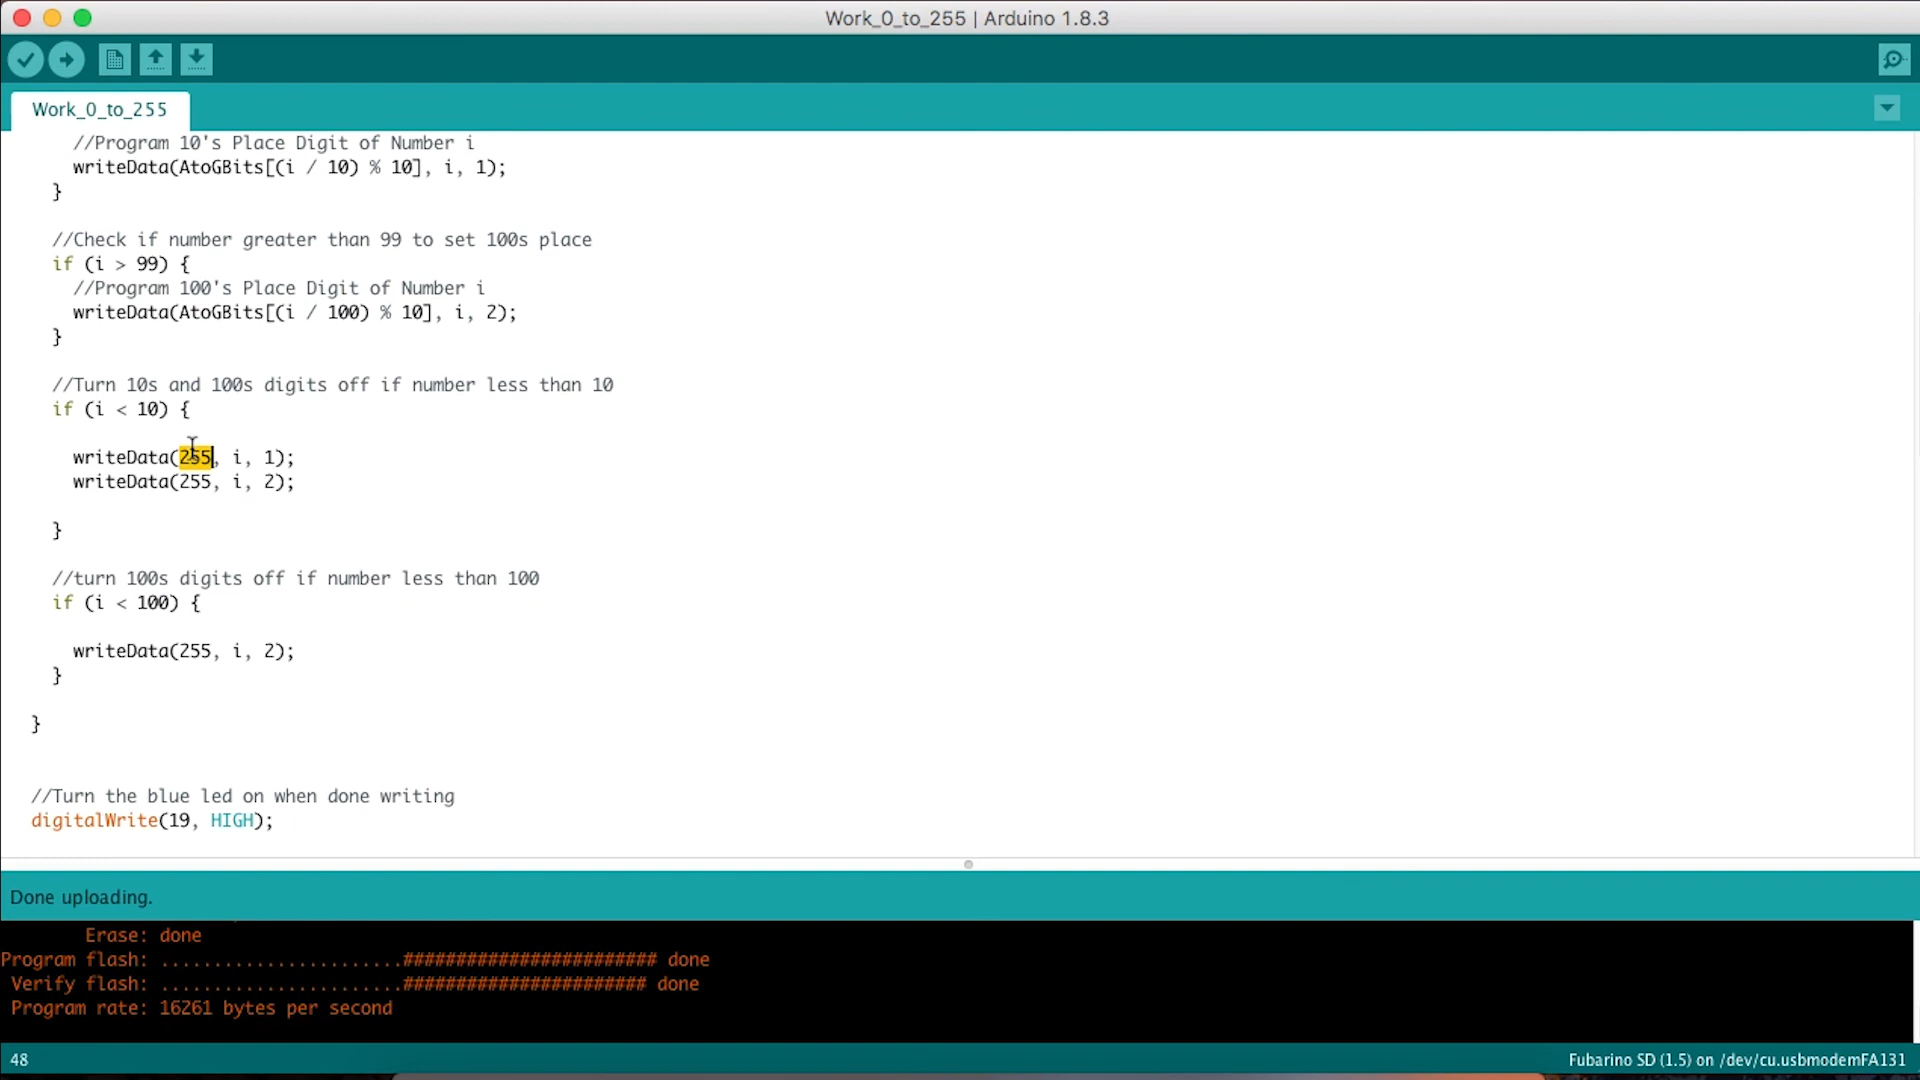 Work_0_to_255 | Arduino 1.8.3
Work_0_to_255
//Program 10's Place Digit of Number i
writeData(AtoGBits[(i / 10) % 10], i, 1);
}
//Check if number greater than 99 to set 100s place
if (i > 99) {
//Program 100's Place Digit of Number i
writeData(AtoGBits[(i / 100) % 10], i, 2);
}
//Turn 10s and 100s digits off if number less than 10
if (i < 10) {
writeData(255, i, 1);
writeData(255, i, 2);
}
//turn 100s digits off if number less than 100
if (i < 100) {
writeData(255, i, 2);
}
}
//Turn the blue led on when done writing
digitalWrite(19, HIGH);
Done uploading.
Erase: done
Program flash: .......................######################## done
Verify flash: .......................####################### done
Program rate: 16261 bytes per second
48
Fubarino SD (1.5) on /dev/cu.usbmodemFA131